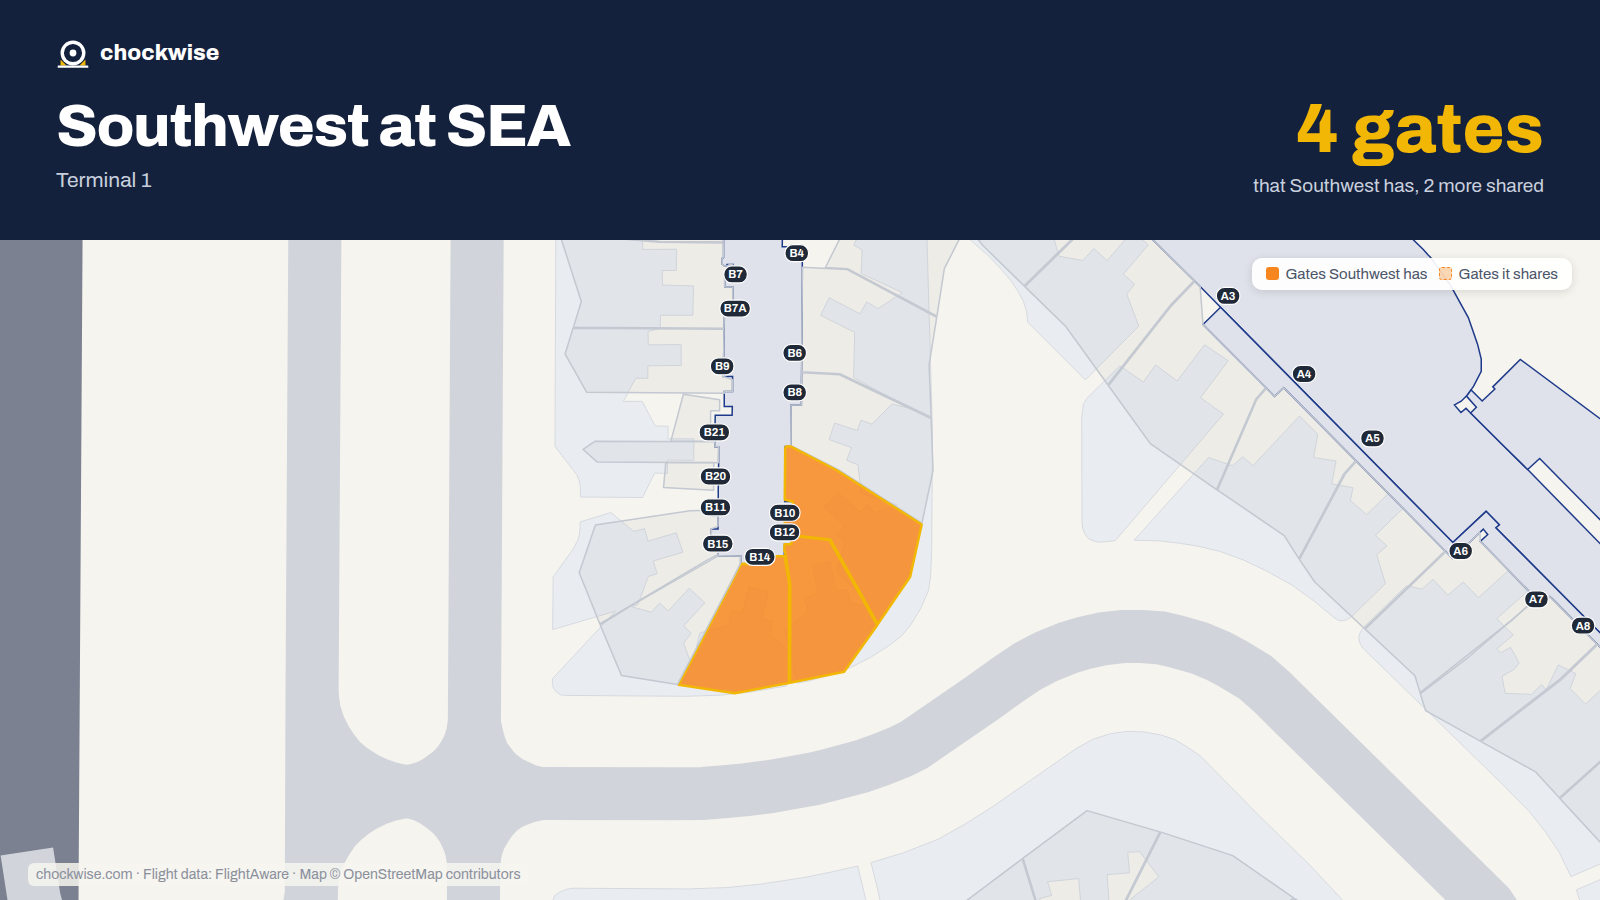 chockwise
Southwest at SEA
Terminal 1
4 gates
that Southwest has, 2 more shared
Gates Southwest has
Gates it shares
B4
B7
B7A
B6
B9
B8
B21
B20
B11
B10
B12
B15
B14
A3
A4
A5
A6
A7
A8
chockwise.com · Flight data: FlightAware · Map © OpenStreetMap contributors